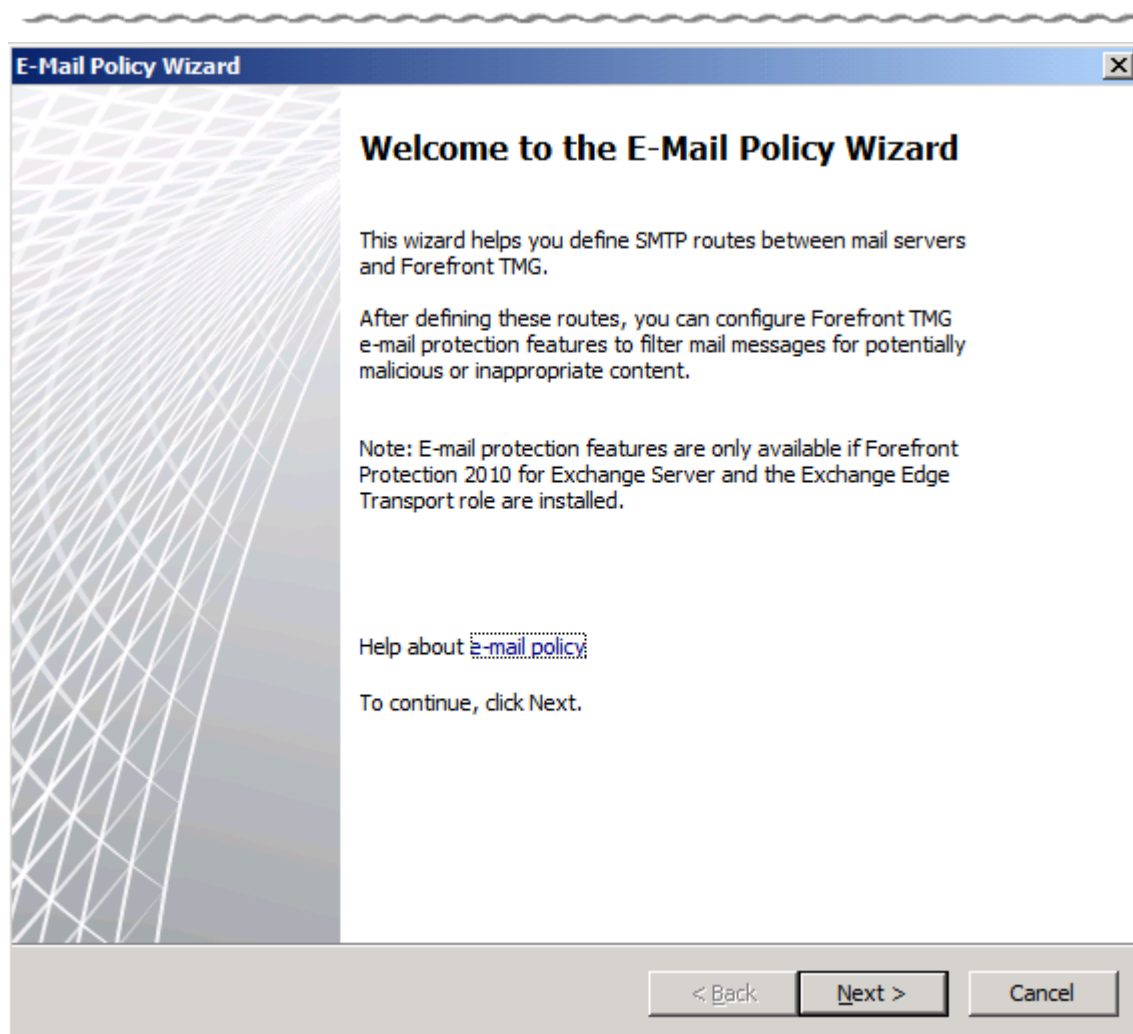 E-Mail Policy Wizard
Welcome to the E-Mail Policy Wizard
This wizard helps you define SMTP routes between mail servers
and Forefront TMG.
After defining these routes, you can configure Forefront TMG
e-mail protection features to filter mail messages for potentially
malicious or inappropriate content.
Note: E-mail protection features are only available if Forefront
Protection 2010 for Exchange Server and the Exchange Edge
Transport role are installed.
Help about e-mail policy
To continue, click Next.
< Back Next > Cancel